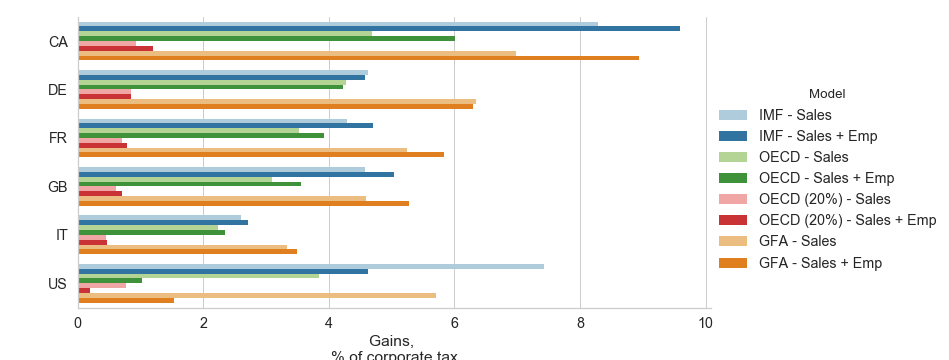 CA
DE
FR
GB
IT
US
0 2 4 6 8 10
Gains,
% of corporate tax
Model
IMF - Sales
IMF - Sales + Emp
OECD - Sales
OECD - Sales + Emp
OECD (20%) - Sales
OECD (20%) - Sales + Emp
GFA - Sales
GFA - Sales + Emp